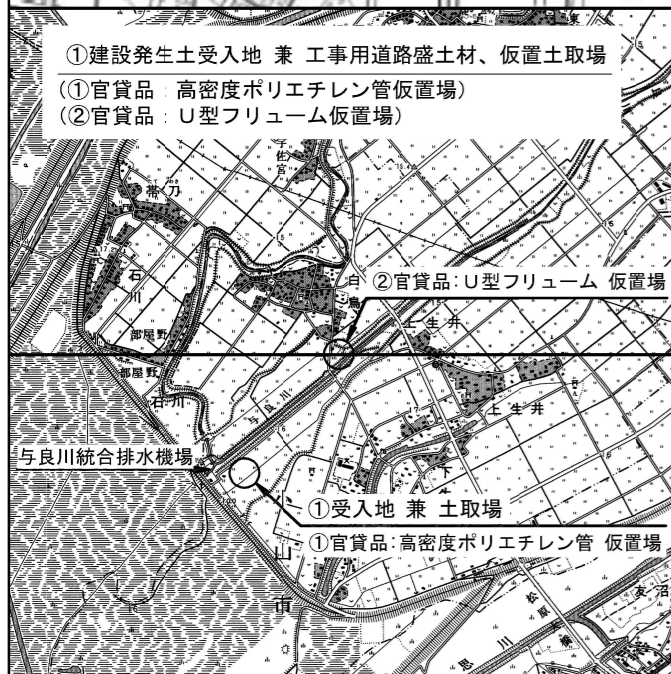 ①建設発生土受入地 兼 工事用道路盛土材、仮置土取場
(①官貸品：高密度ポリエチレン管仮置場)
(②官貸品：U型フリューム仮置場)
帯刀
石川
白鳥
②官貸品:U型フリューム 仮置場
上生井
部屋野
部屋野
石川
与良川
上生井
与良川統合排水機場
①受入地 兼 土取場
①官貸品:高密度ポリエチレン管 仮置場
山
市
思川
松原大橋
友沼